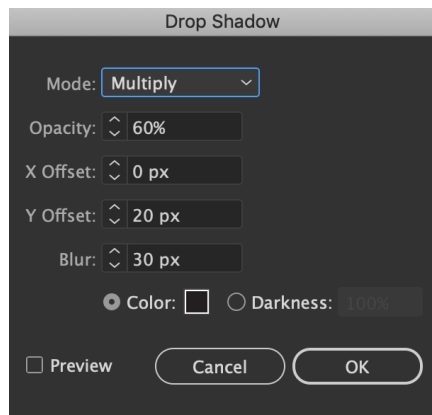 Drop Shadow
Mode: Multiply
Opacity: 60%
X Offset: 0 px
Y Offset: 20 px
Blur: 30 px
Color: Darkness: 100%
Preview Cancel OK